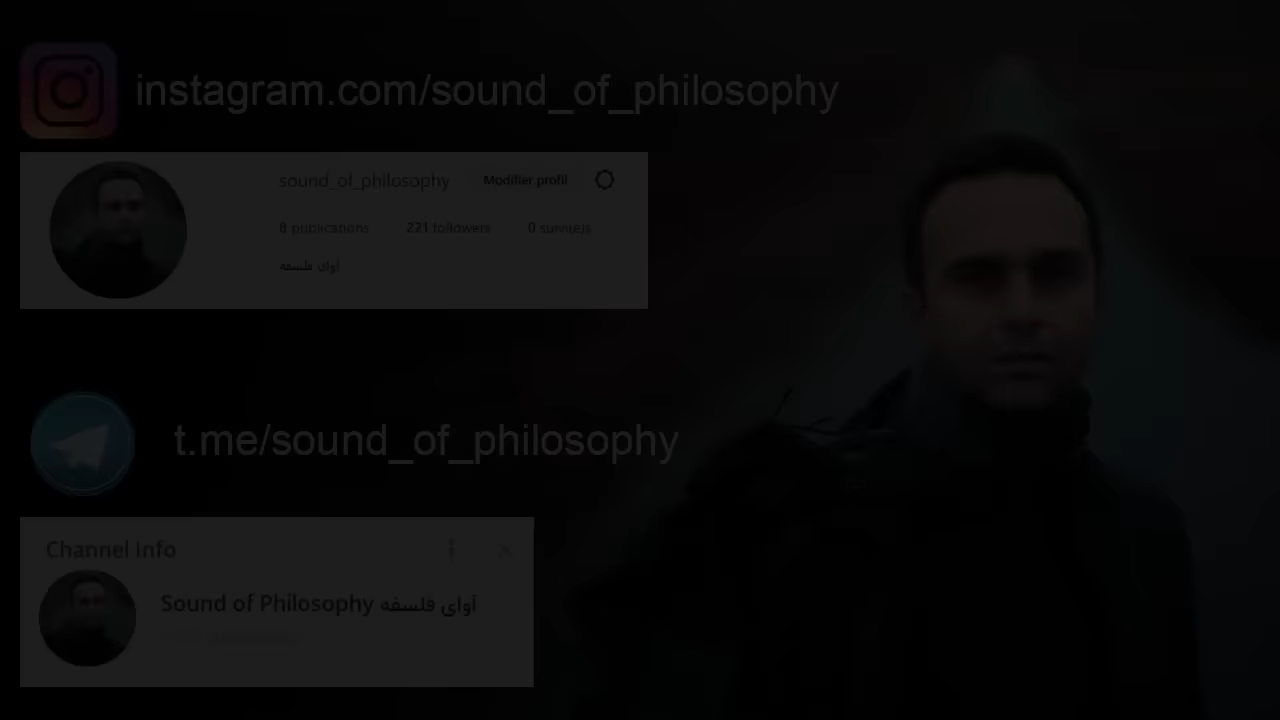 instagram.com/sound_of_philosophy
sound_of_philosophy Modifier profil
8 publications 221 followers 0 suivi(e)s
آوای فلسفه
t.me/sound_of_philosophy
Channel Info
Sound of Philosophy آوای فلسفه